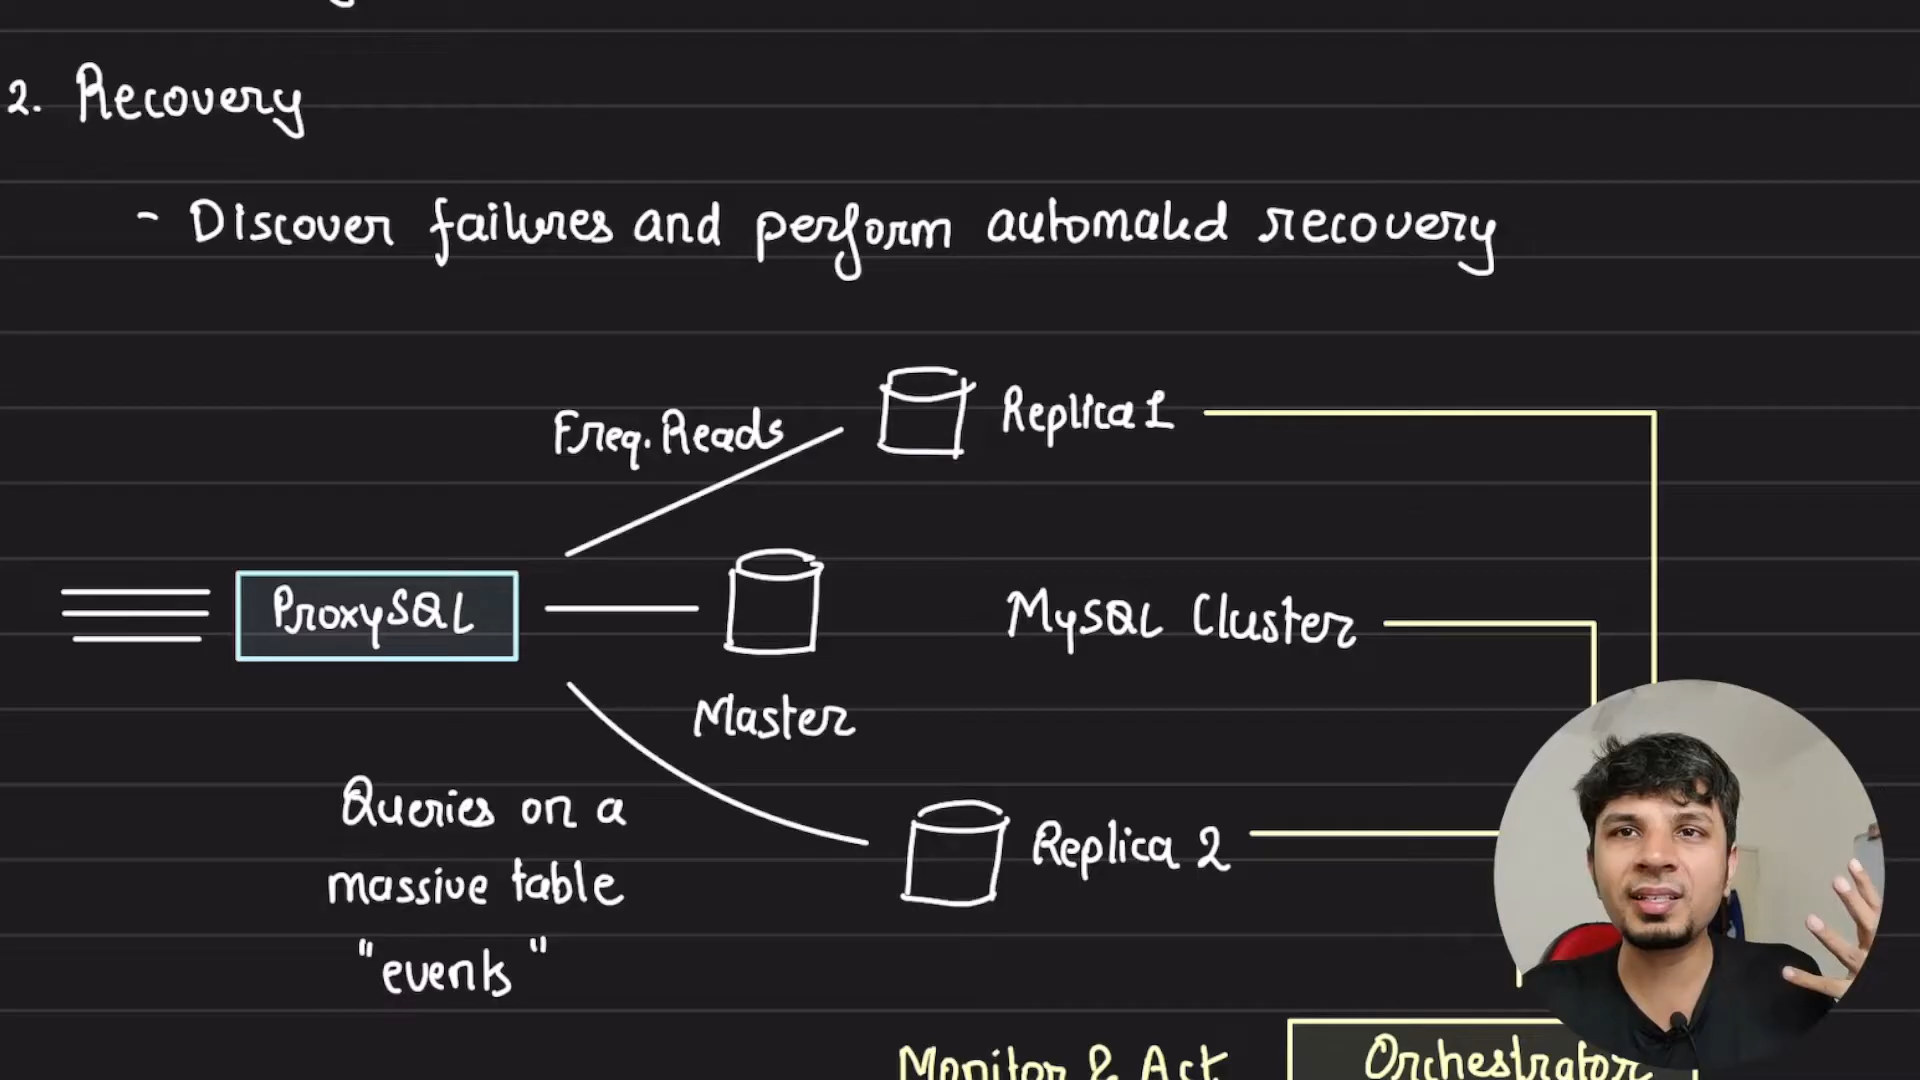 2. Recovery
- Discover failures and perform automated recovery
Freq. Reads
Replica 1
ProxySQL
MySQL Cluster
Master
Queries on a
massive table
"events"
Replica 2
Monitor & Act
Orchestrator